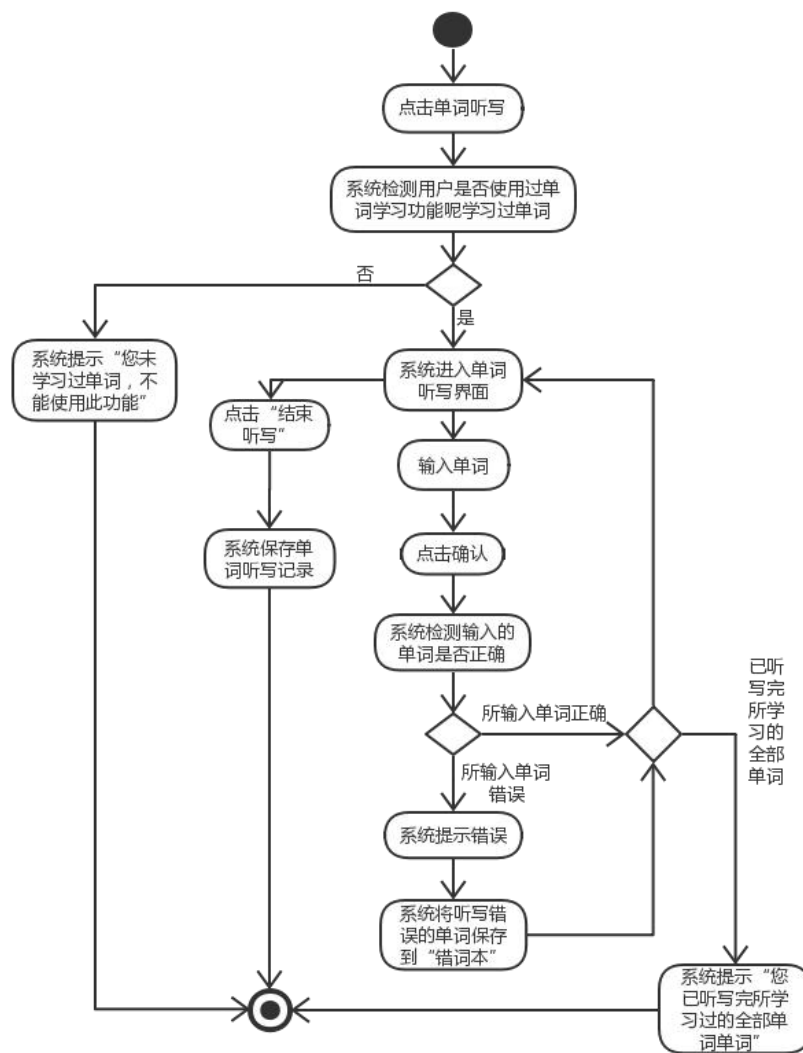 点击单词听写
系统检测用户是否使用过单
词学习功能呢学习过单词
否
是
系统提示“您未
学习过单词，不
能使用此功能”
系统进入单词
听写界面
点击“结束
听写”
输入单词
系统保存单
词听写记录
点击确认
系统检测输入的
单词是否正确
所输入单词正确
已听
写完
所学
习的
全部
单词
所输入单词
错误
系统提示错误
系统将听写错
误的单词保存
到“错词本”
系统提示“您
已听写完所学
习过的全部单
词单词”